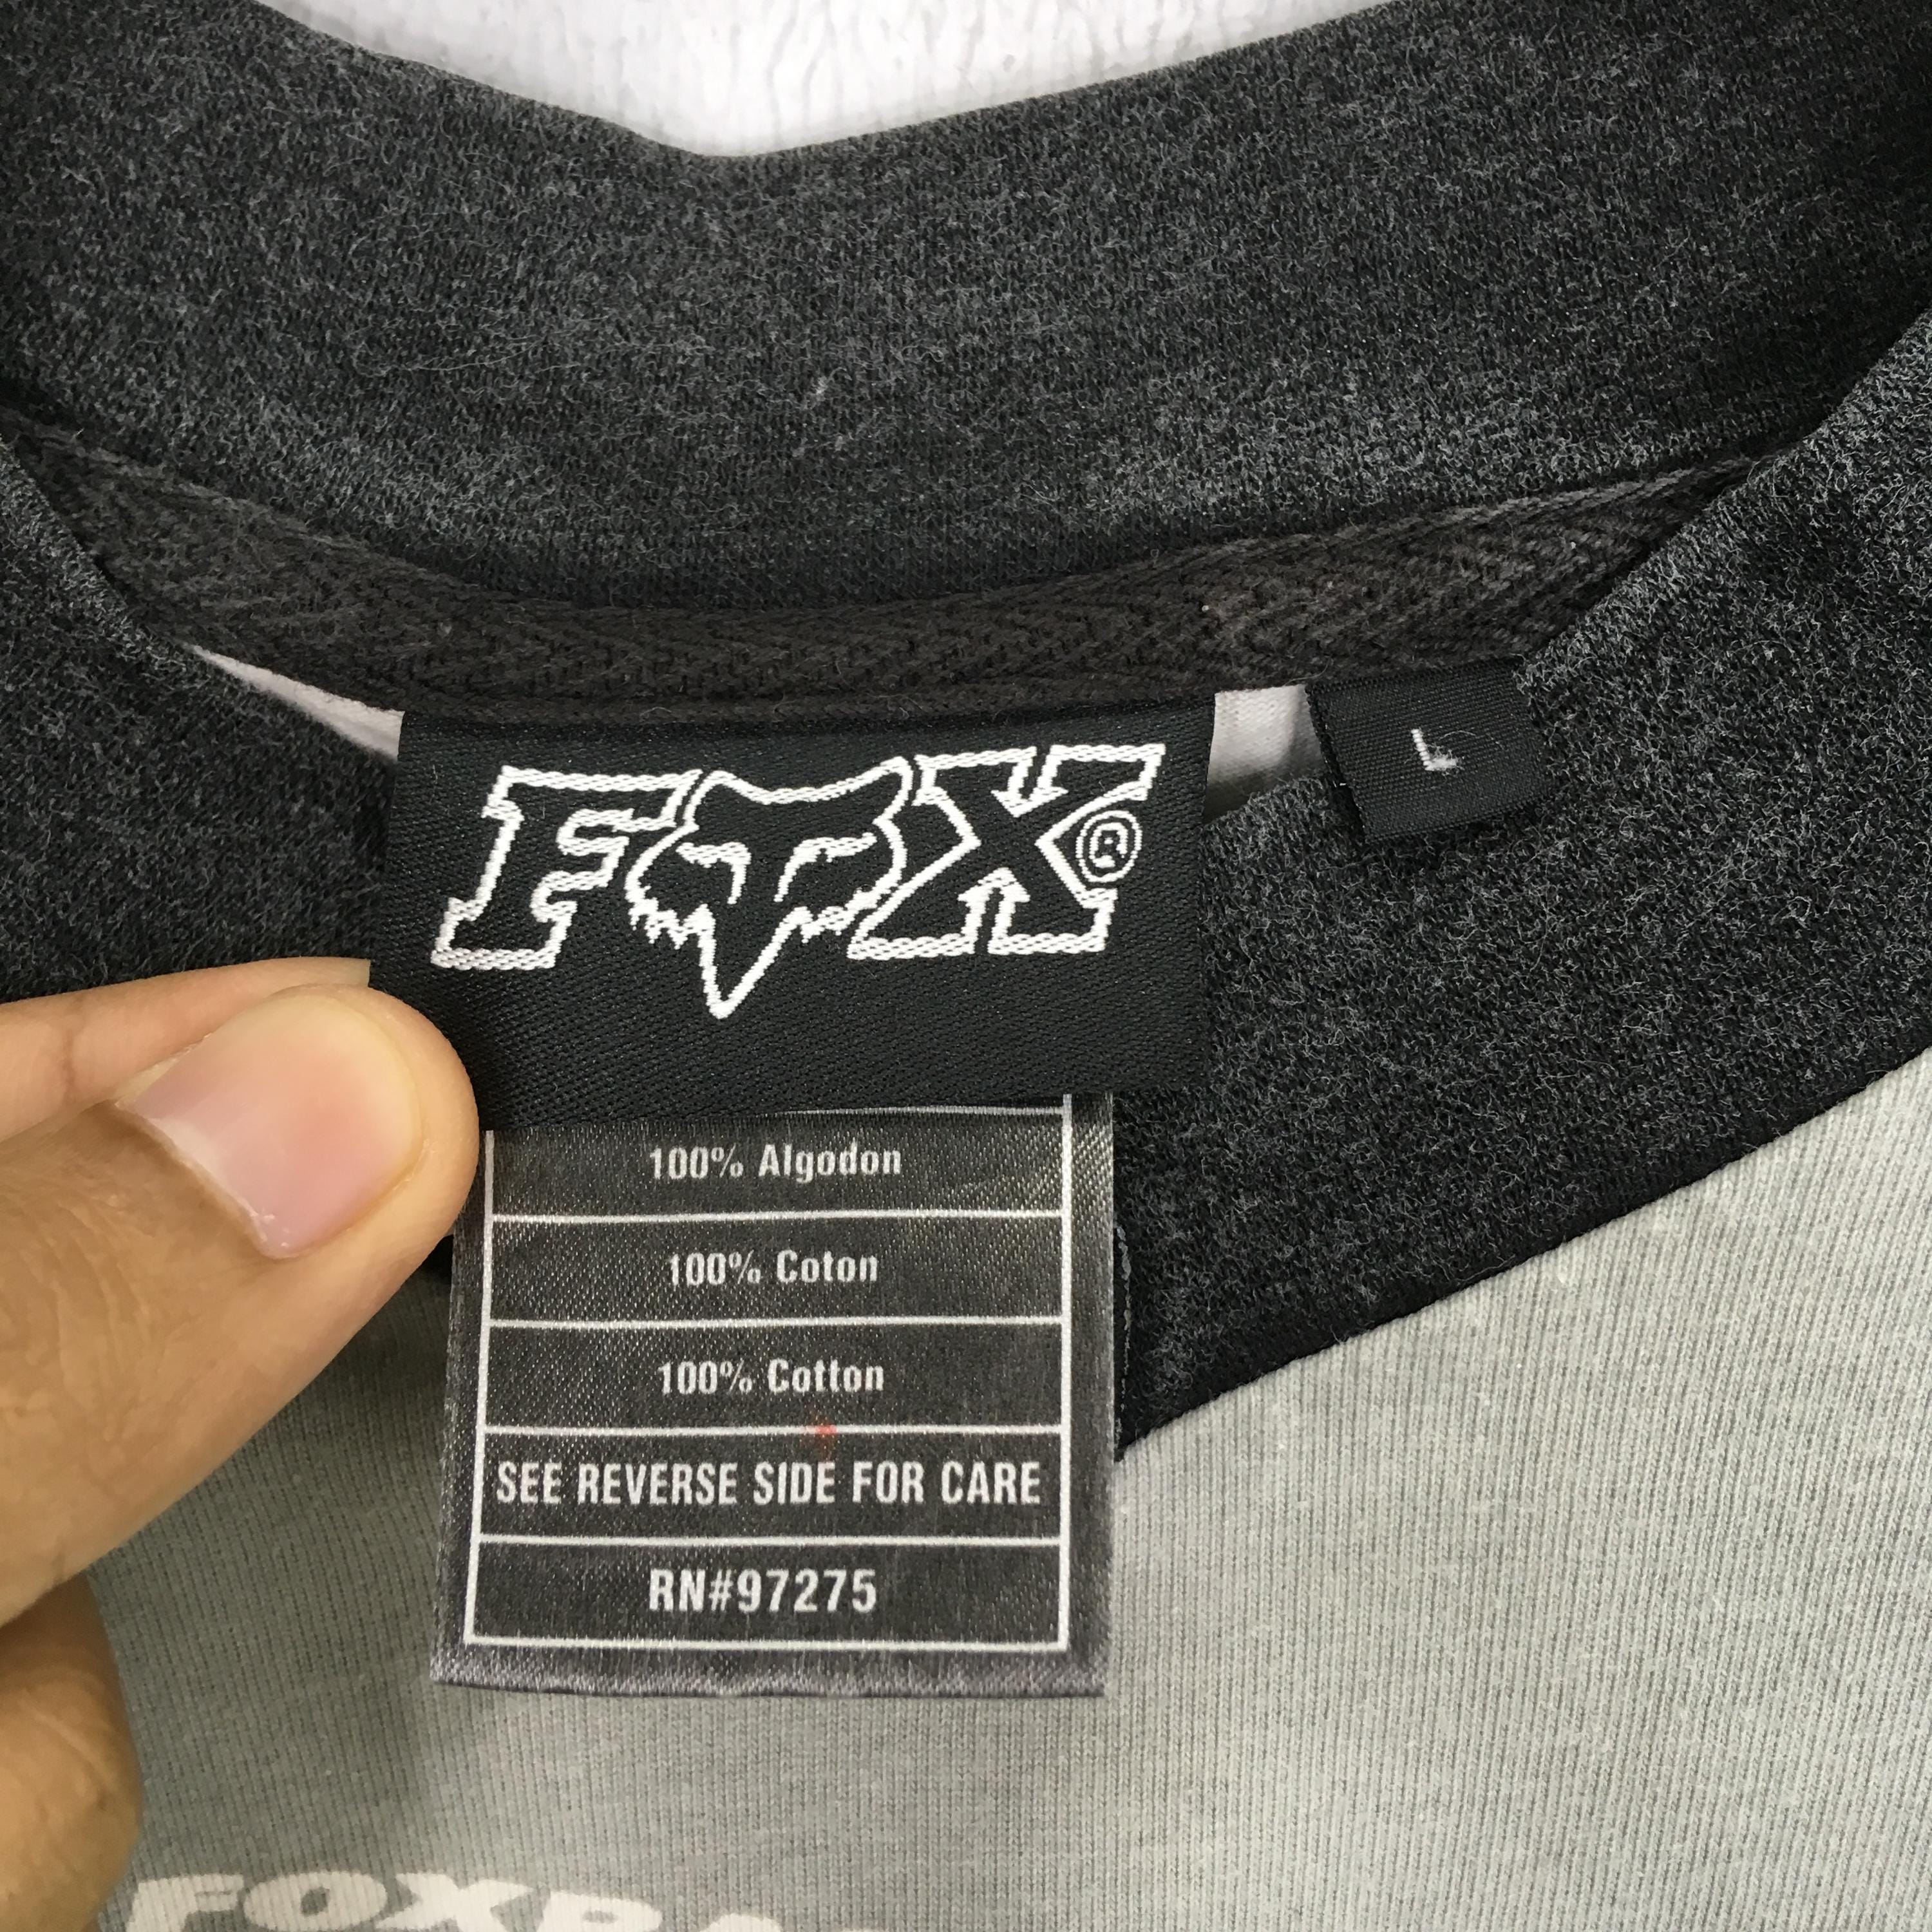 FOX®
L
100% Algodon
100% Coton
100% Cotton
SEE REVERSE SIDE FOR CARE
RN#97275